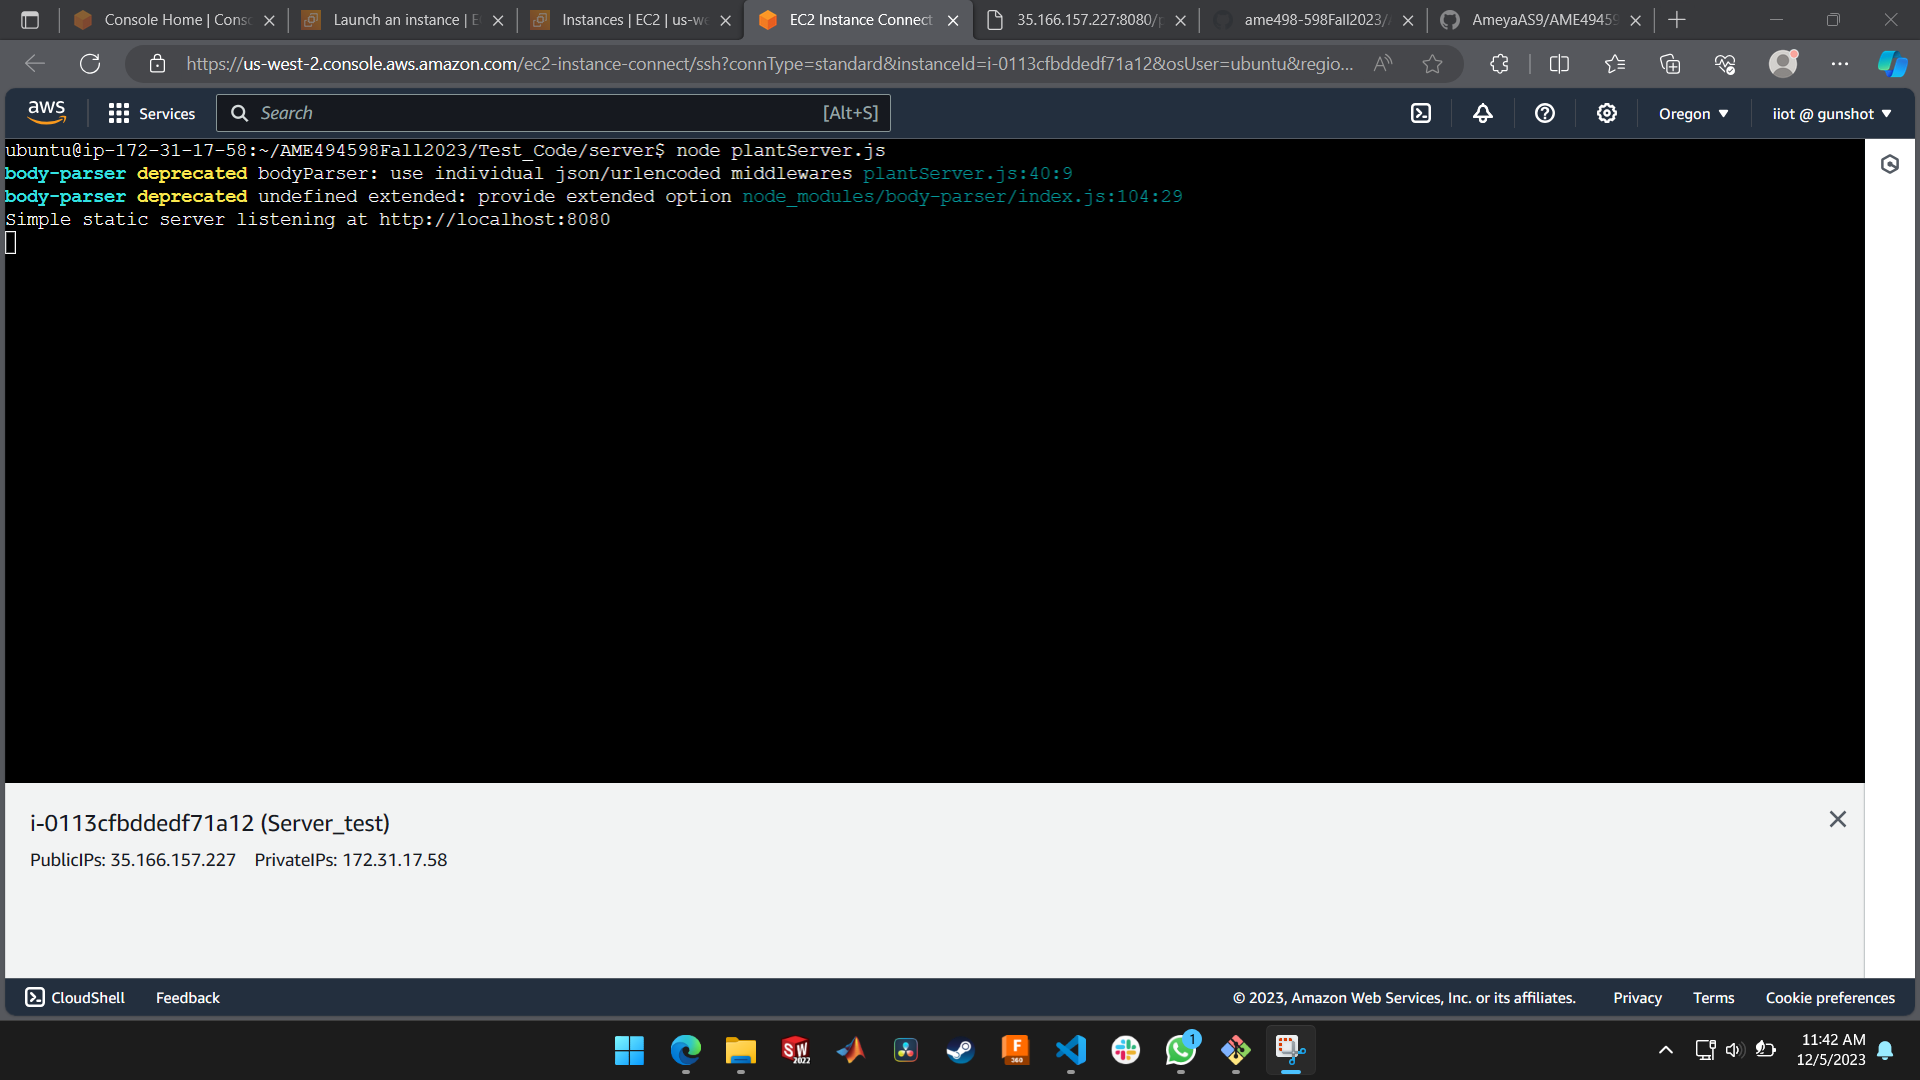 Console Home | Conso
Launch an instance | E
Instances | EC2 | us-we
EC2 Instance Connect
35.166.157.227:8080/p
ame498-598Fall2023/
AmeyaAS9/AME49459
https://us-west-2.console.aws.amazon.com/ec2-instance-connect/ssh?connType=standard&instanceId=i-0113cfbddedf71a12&osUser=ubuntu&regio...
aws
Services
Search
[Alt+S]
Oregon
iiot @ gunshot
ubuntu@ip-172-31-17-58:~/AME494598Fall2023/Test_Code/server$ node plantServer.js
body-parser deprecated bodyParser: use individual json/urlencoded middlewares plantServer.js:40:9
body-parser deprecated undefined extended: provide extended option node_modules/body-parser/index.js:104:29
Simple static server listening at http://localhost:8080
i-0113cfbddedf71a12 (Server_test)
PublicIPs: 35.166.157.227 PrivateIPs: 172.31.17.58
CloudShell
Feedback
© 2023, Amazon Web Services, Inc. or its affiliates.
Privacy
Terms
Cookie preferences
SW
2022
F
360
1
11:42 AM
12/5/2023